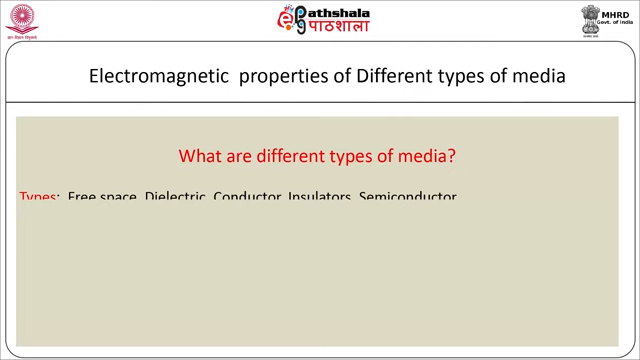 ePathshala
पाठशाला
MHRD
Govt. of India
Electromagnetic properties of Different types of media
What are different types of media?
Types: Free space, Dielectric, Conductor, Insulators, Semiconductor